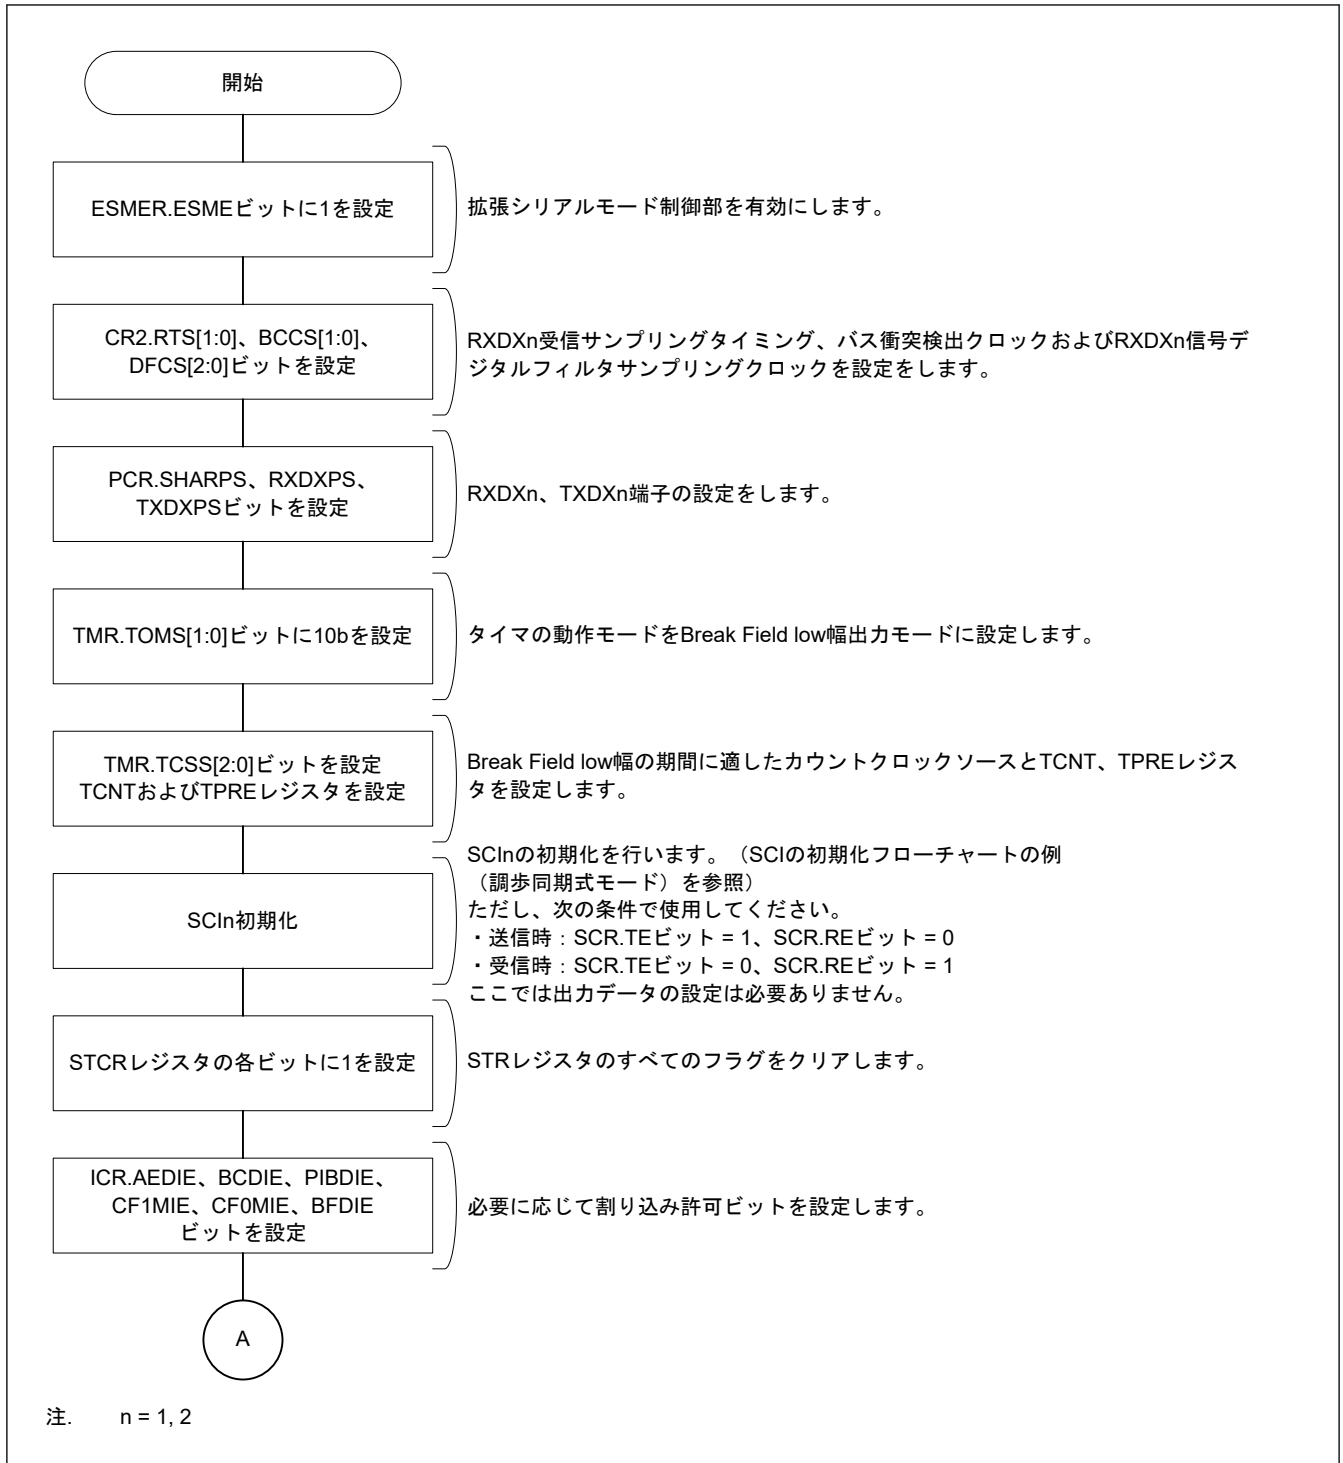 開始
ESMER.ESMEビットに1を設定
拡張シリアルモード制御部を有効にします。
CR2.RTS[1:0]、BCCS[1:0]、
DFCS[2:0]ビットを設定
RXDXn受信サンプリングタイミング、バス衝突検出クロックおよびRXDXn信号デ
ジタルフィルタサンプリングクロックを設定をします。
PCR.SHARPS、RXDXPS、
TXDXPSビットを設定
RXDXn、TXDXn端子の設定をします。
TMR.TOMS[1:0]ビットに10bを設定
タイマの動作モードをBreak Field low幅出力モードに設定します。
TMR.TCSS[2:0]ビットを設定
TCNTおよびTPREレジスタを設定
Break Field low幅の期間に適したカウントクロックソースとTCNT、TPREレジス
タを設定します。
SCIn初期化
SCInの初期化を行います。（SCIの初期化フローチャートの例
（調歩同期式モード）を参照）
ただし、次の条件で使用してください。
・送信時：SCR.TEビット = 1、SCR.REビット = 0
・受信時：SCR.TEビット = 0、SCR.REビット = 1
ここでは出力データの設定は必要ありません。
STCRレジスタの各ビットに1を設定
STRレジスタのすべてのフラグをクリアします。
ICR.AEDIE、BCDIE、PIBDIE、
CF1MIE、CF0MIE、BFDIE
ビットを設定
必要に応じて割り込み許可ビットを設定します。
A
注. n = 1, 2